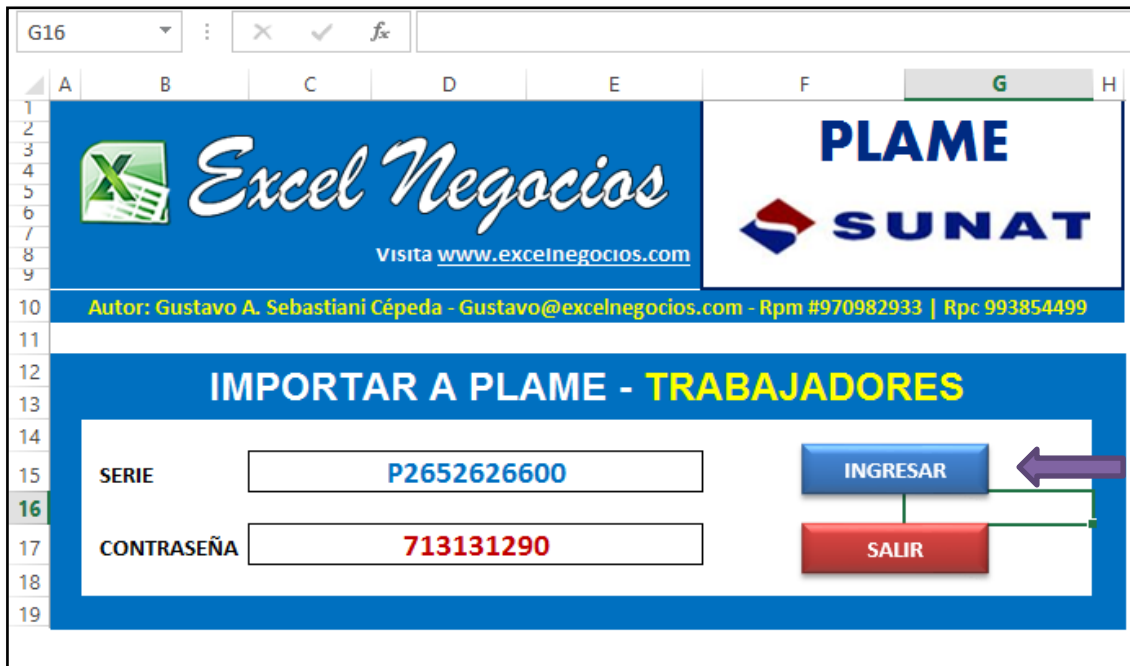 G16
fx
A B C D E F G H
1
2
3
4
5
6
7
8
9
Excel Negocios
Visita www.excelnegocios.com
PLAME
SUNAT
10 Autor: Gustavo A. Sebastiani Cépeda - Gustavo@excelnegocios.com - Rpm #970982933 | Rpc 993854499
11
12
13
IMPORTAR A PLAME - TRABAJADORES
14
15 SERIE P2652626600 INGRESAR
16
17 CONTRASEÑA 713131290 SALIR
18
19